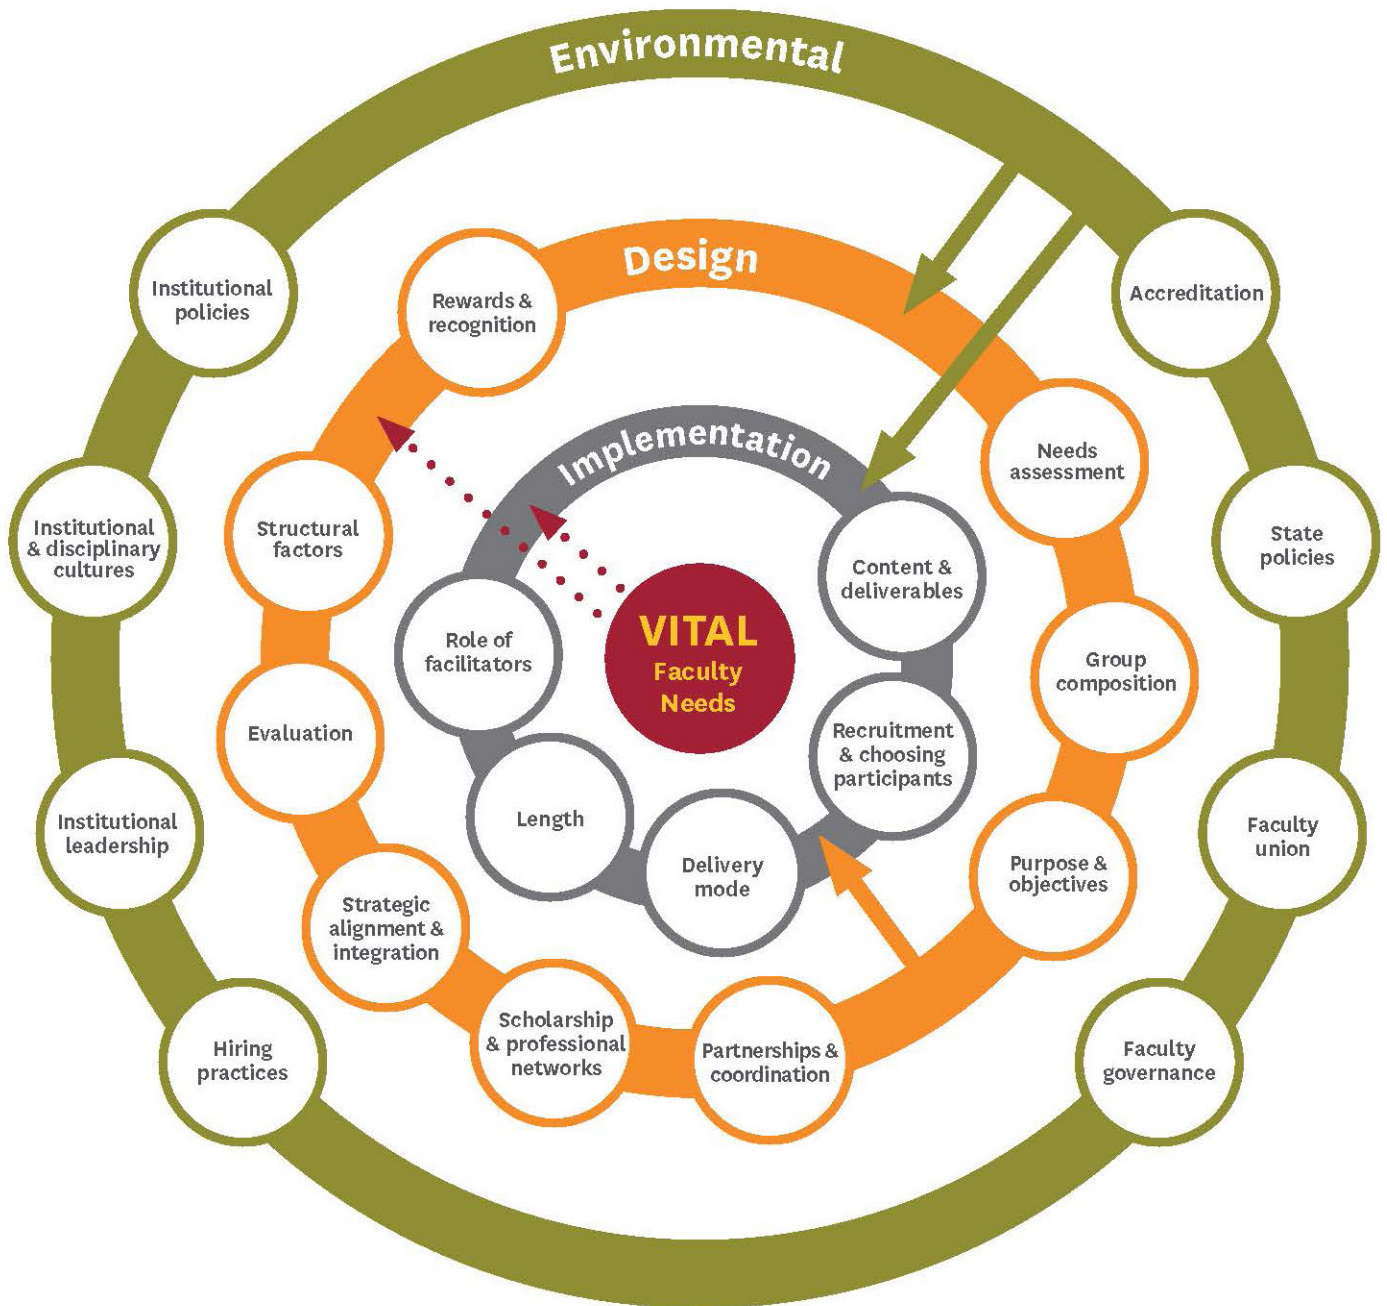 Environmental
Institutional
policies
Accreditation
Institutional
& disciplinary
cultures
State
policies
Institutional
leadership
Faculty
union
Hiring
practices
Faculty
governance
Design
Rewards &
recognition
Needs
assessment
Structural
factors
Group
composition
Evaluation
Purpose &
objectives
Strategic
alignment &
integration
Scholarship
& professional
networks
Partnerships &
coordination
Implementation
Content &
deliverables
Role of
facilitators
Recruitment
& choosing
participants
Length
Delivery
mode
VITAL
Faculty
Needs